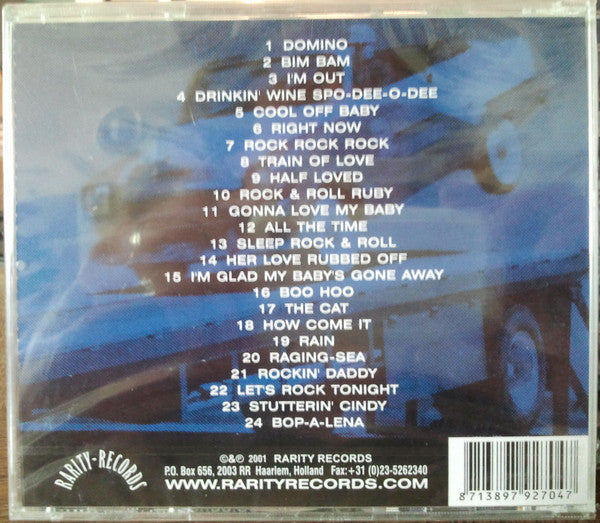 1 DOMINO
2 BIM BAM
3 I'M OUT
4 DRINKIN' WINE SPO-DEE-O-DEE
5 COOL OFF BABY
6 RIGHT NOW
7 ROCK ROCK ROCK
8 TRAIN OF LOVE
9 HALF LOVED
10 ROCK & ROLL RUBY
11 GONNA LOVE MY BABY
12 ALL THE TIME
13 SLEEP ROCK & ROLL
14 HER LOVE RUBBED OFF
15 I'M GLAD MY BABY'S GONE AWAY
16 BOO HOO
17 THE CAT
18 HOW COME IT
19 RAIN
20 RAGING-SEA
21 ROCKIN' DADDY
22 LET'S ROCK TONIGHT
23 STUTTERIN' CINDY
24 BOP-A-LENA
RARITY-RECORDS
©&℗ 2001 RARITY RECORDS
P.O. Box 656, 2003 RR Haarlem, Holland Fax:+31 (0)23-5262340
WWW.RARITYRECORDS.COM
8 713897 927047